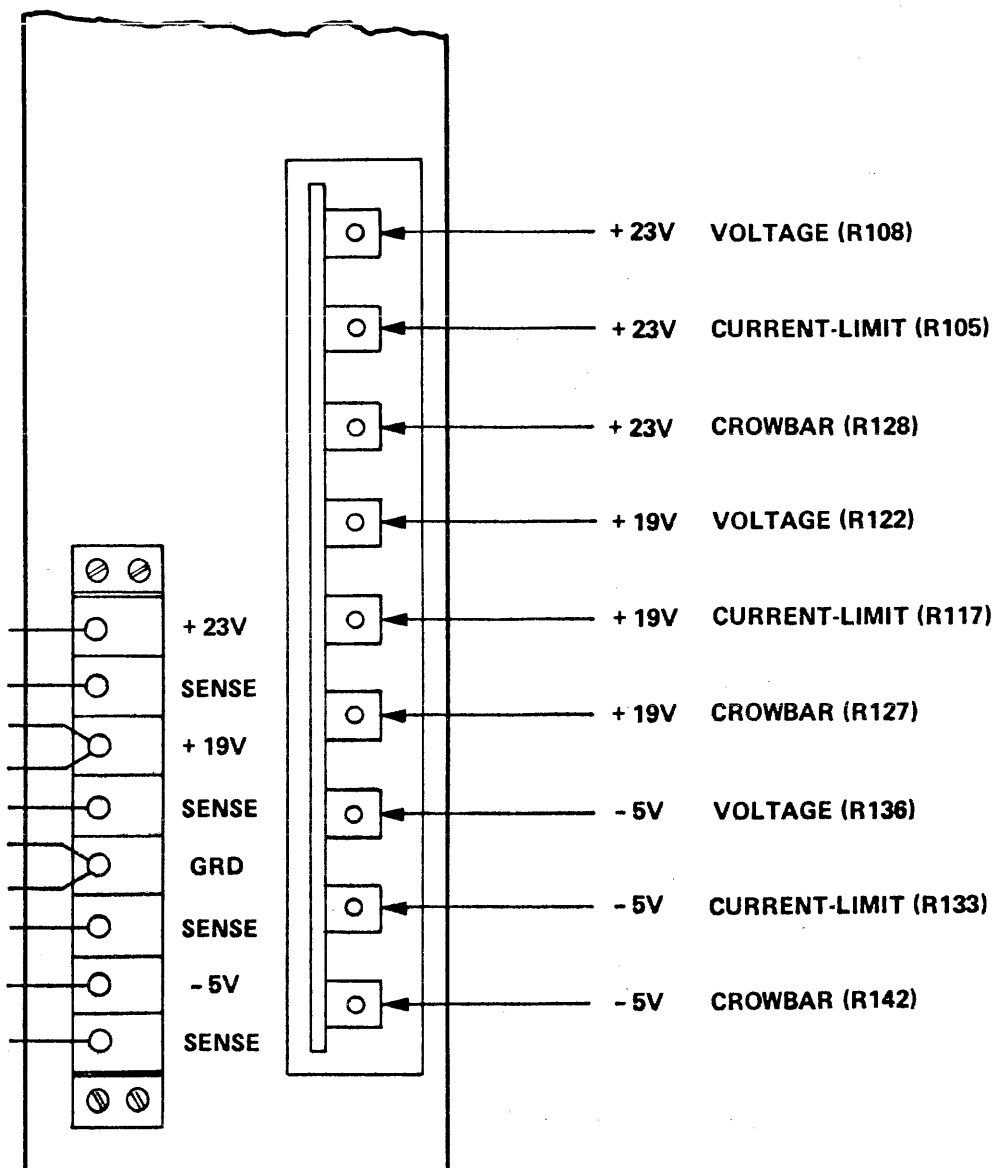 + 23V VOLTAGE (R108)
+ 23V CURRENT-LIMIT (R105)
+ 23V CROWBAR (R128)
+ 19V VOLTAGE (R122)
+ 19V CURRENT-LIMIT (R117)
+ 19V CROWBAR (R127)
- 5V VOLTAGE (R136)
- 5V CURRENT-LIMIT (R133)
- 5V CROWBAR (R142)
+ 23V
SENSE
+ 19V
SENSE
GRD
SENSE
- 5V
SENSE